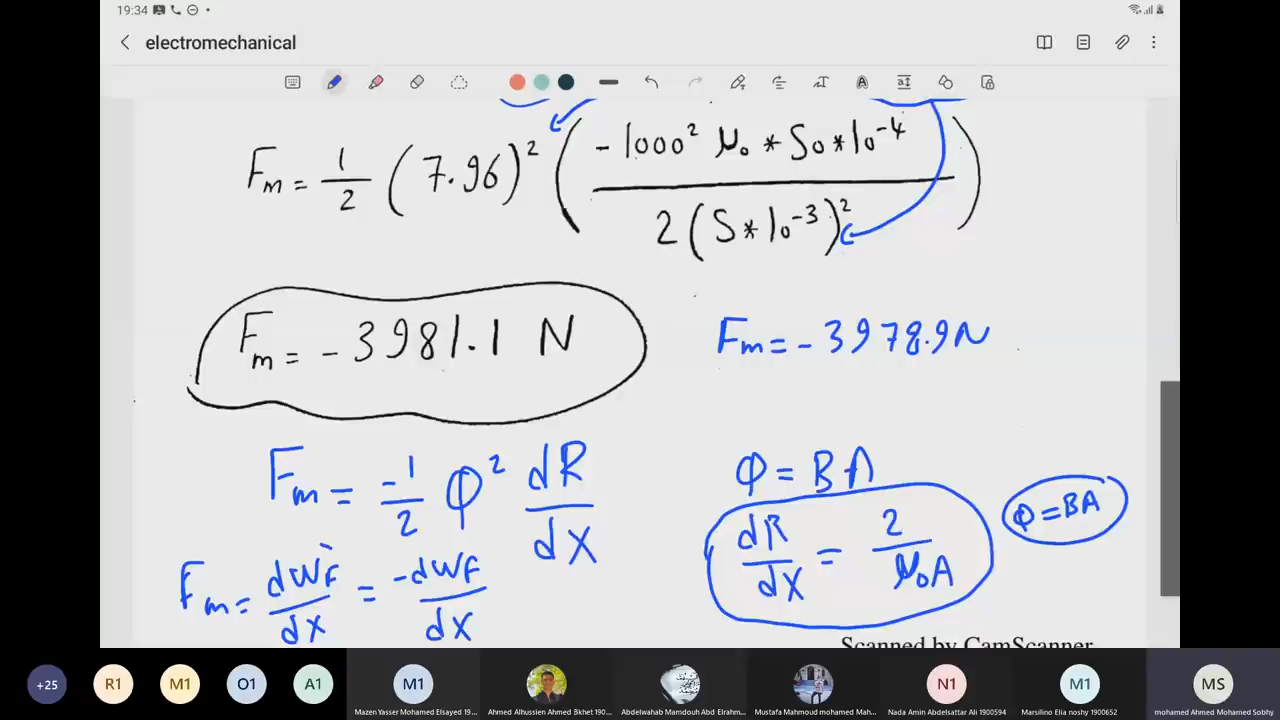 19:34
electromechanical
Fm = 1/2 (7.96)² ( -1000² μ₀ * 50 * 10⁻⁴ / 2(5*10⁻³)² )
Fm = - 3981.1 N
Fm = - 3978.9 N
Fm = -1/2 φ² dR/dX
φ = BA
dR/dX = 2/μ₀A
φ = BA
Fm = dWF`/dX = -dWF/dX
Scanned by CamScanner
+25
R1
M1
O1
A1
M1
N1
M1
MS
Mazen Yasser Mohamed Elsayed 19...
Ahmed Alhussien Ahmed Bkhet 190...
Abdelwahab Mamdouh Abd Elrahm...
Mustafa Mahmoud mohamed Mah...
Nada Amin Abdelsattar Ali 1900594
Marsilino Elia noshy 1900652
mohamed Ahmed Mohamed Sobhy